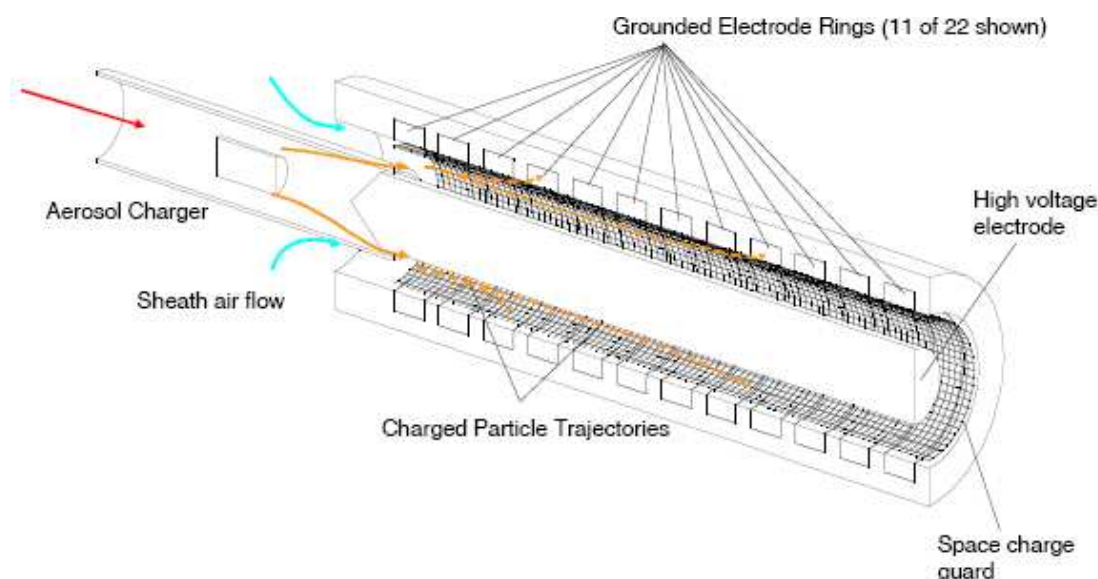 Grounded Electrode Rings (11 of 22 shown)
Aerosol Charger
High voltage
electrode
Sheath air flow
Charged Particle Trajectories
Space charge
guard